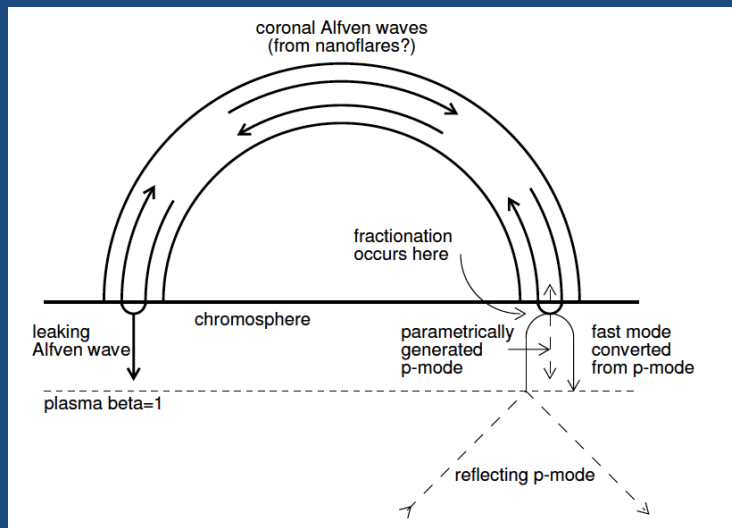 coronal Alfven waves
(from nanoflares?)
fractionation
occurs here
chromosphere
leaking
Alfven wave
parametrically
generated
p-mode
fast mode
converted
from p-mode
plasma beta=1
reflecting p-mode